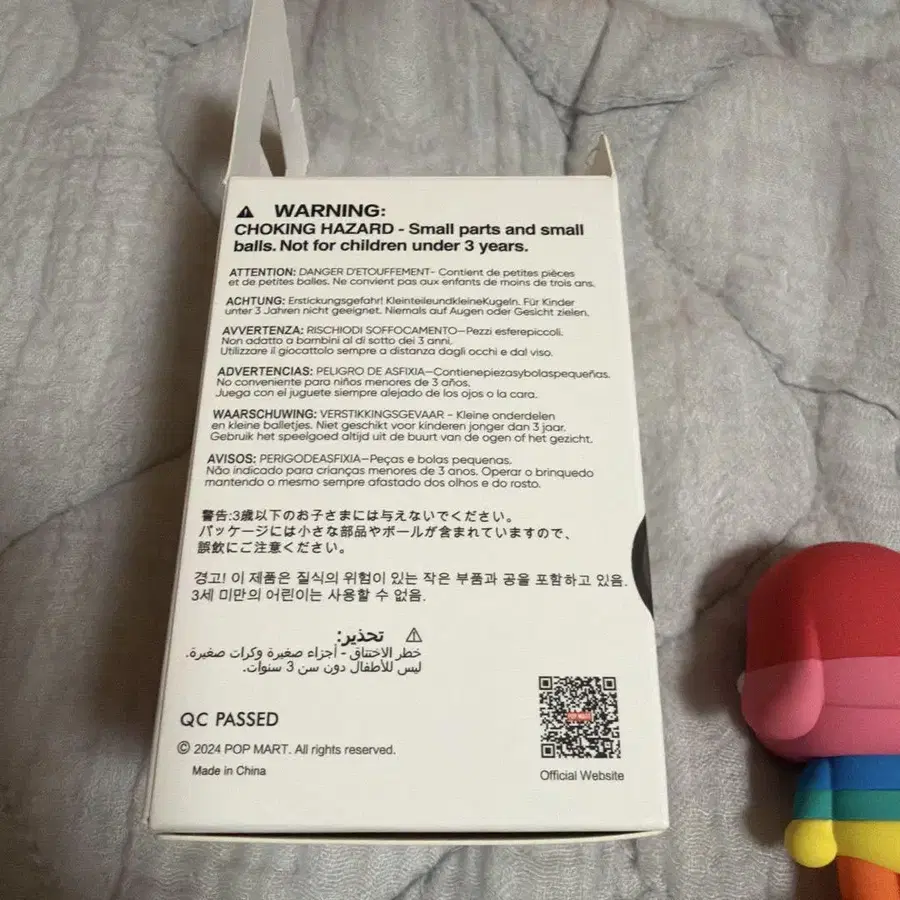 ⚠ WARNING:
CHOKING HAZARD - Small parts and small
balls. Not for children under 3 years.
ATTENTION: DANGER D'ETOUFFEMENT- Contient de petites pièces
et de petites balles. Ne convient pas aux enfants de moins de trois ans.
ACHTUNG: Erstickungsgefahr! KleinteileundkleineKugeln. Für Kinder
unter 3 Jahren nicht geeignet. Niemals auf Augen oder Gesicht zielen.
AVVERTENZA: RISCHIODI SOFFOCAMENTO—Pezzi esferepiccoli.
Non adatto a bambini al di sotto dei 3 anni.
Utilizzare il giocattolo sempre a distanza dagli occhi e dal viso.
ADVERTENCIAS: PELIGRO DE ASFIXIA—Contienepiezasybolaspequeñas.
No conveniente para niños menores de 3 años.
Juega con el juguete siempre alejado de los ojos o la cara.
WAARSCHUWING: VERSTIKKINGSGEVAAR - Kleine onderdelen
en kleine balletjes. Niet geschikt voor kinderen jonger dan 3 jaar.
Gebruik het speelgoed altijd uit de buurt van de ogen of het gezicht.
AVISOS: PERIGODEASFIXIA—Peças e bolas pequenas.
Não indicado para crianças menores de 3 anos. Operar o brinquedo
mantendo o mesmo sempre afastado dos olhos e do rosto.
警告:3歳以下のお子さまには与えないでください。
パッケージには小さな部品やボールが含まれていますので、
誤飲にご注意ください。
경고! 이 제품은 질식의 위험이 있는 작은 부품과 공을 포함하고 있음.
3세 미만의 어린이는 사용할 수 없음.
⚠ تحذير:
خطر الاختناق - أجزاء صغيرة وكرات صغيرة.
ليس للأطفال دون سن 3 سنوات.
QC PASSED
© 2024 POP MART. All rights reserved.
Made in China
POP MART
Official Website